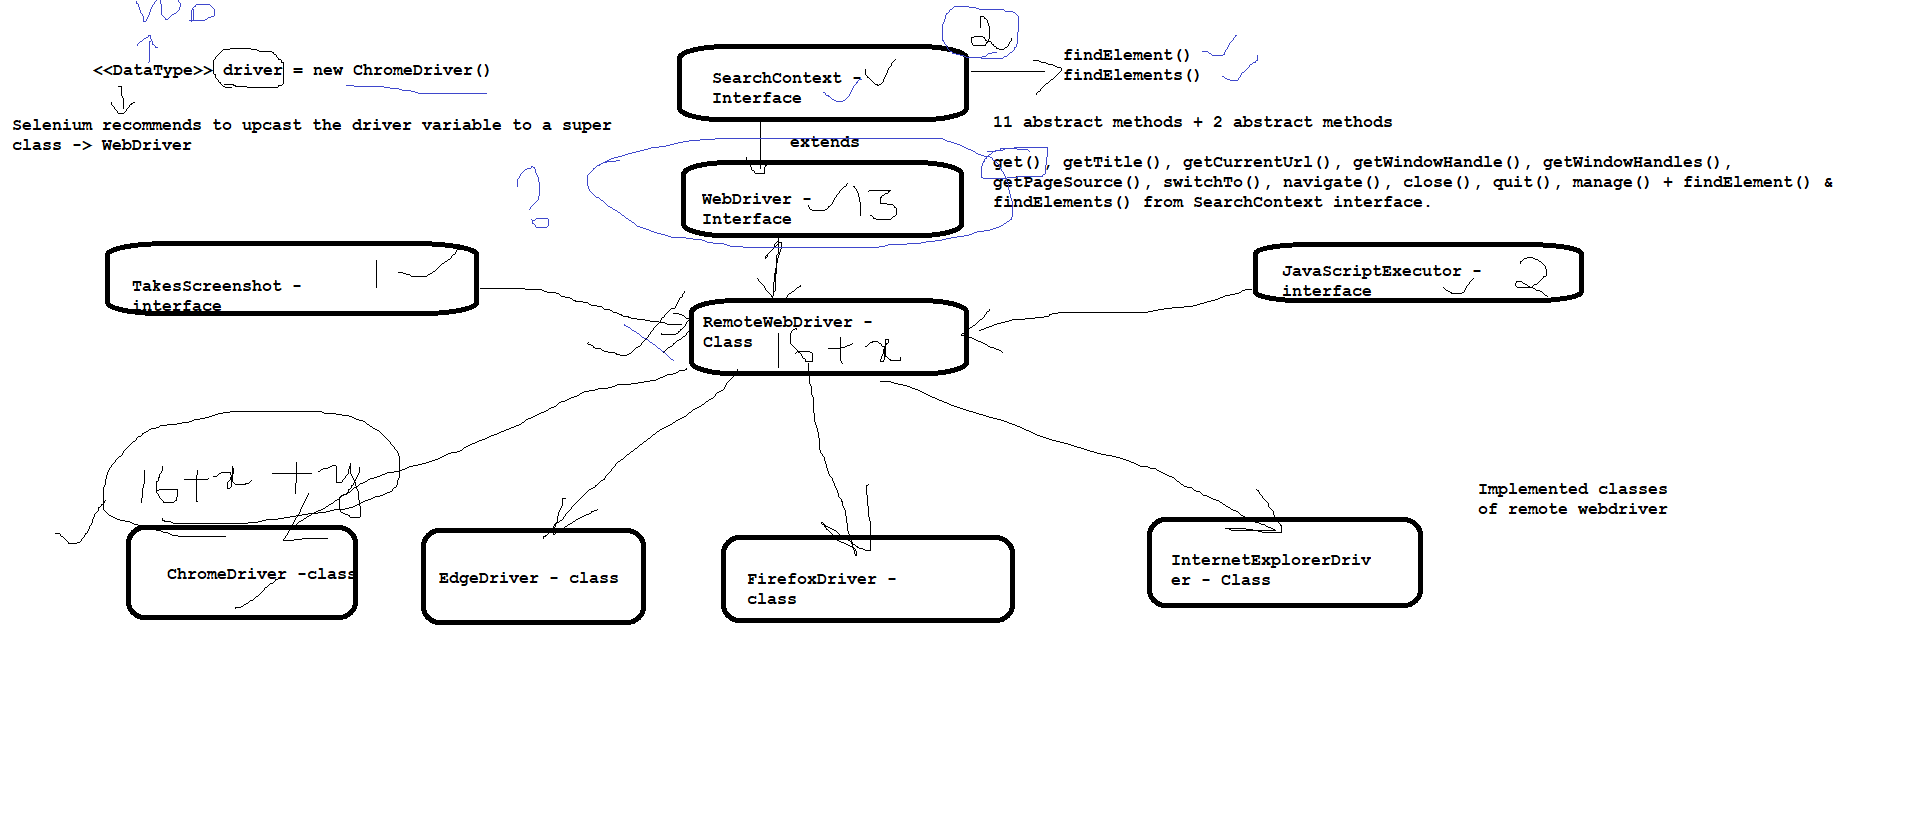 WD
2
findElement()
<<DataType>> driver = new ChromeDriver()
SearchContext -
Interface
findElements()
Selenium recommends to upcast the driver variable to a super
class -> WebDriver
11 abstract methods + 2 abstract methods
extends
get(), getTitle(), getCurrentUrl(), getWindowHandle(), getWindowHandles(),
getPageSource(), switchTo(), navigate(), close(), quit(), manage() + findElement() &
findElements() from SearchContext interface.
?
WebDriver -
Interface
13
TakesScreenshot -
interface
1
JavaScriptExecutor -
interface
2
RemoteWebDriver -
Class
16+x
16+x +y
Implemented classes
of remote webdriver
ChromeDriver -class
EdgeDriver - class
FirefoxDriver -
class
InternetExplorerDriv
er - Class